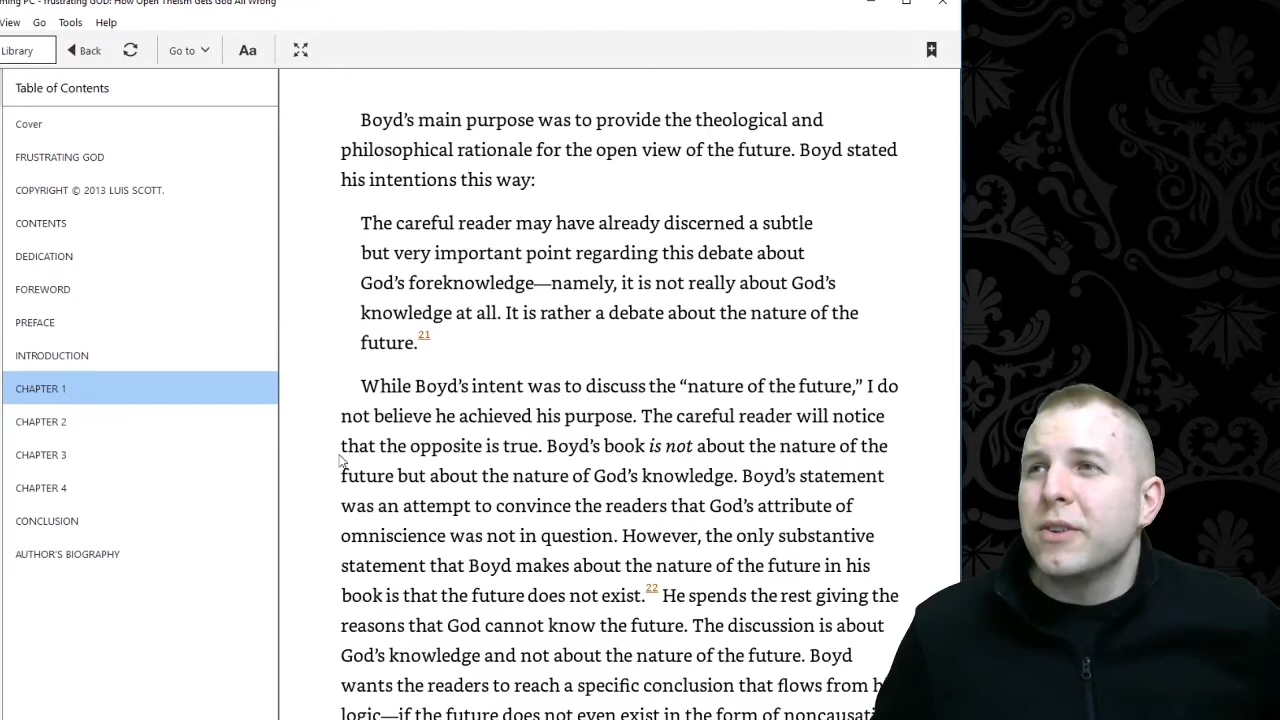 ming PC - frustrating GOD: How Open Theism Gets God All Wrong
View Go Tools Help
Library Back Go to Aa
Table of Contents
Cover
FRUSTRATING GOD
COPYRIGHT © 2013 LUIS SCOTT.
CONTENTS
DEDICATION
FOREWORD
PREFACE
INTRODUCTION
CHAPTER 1
CHAPTER 2
CHAPTER 3
CHAPTER 4
CONCLUSION
AUTHOR'S BIOGRAPHY
Boyd’s main purpose was to provide the theological and
philosophical rationale for the open view of the future. Boyd stated
his intentions this way:
The careful reader may have already discerned a subtle
but very important point regarding this debate about
God’s foreknowledge—namely, it is not really about God’s
knowledge at all. It is rather a debate about the nature of the
future.21
While Boyd’s intent was to discuss the “nature of the future,” I do
not believe he achieved his purpose. The careful reader will notice
that the opposite is true. Boyd’s book is not about the nature of the
future but about the nature of God’s knowledge. Boyd’s statement
was an attempt to convince the readers that God’s attribute of
omniscience was not in question. However, the only substantive
statement that Boyd makes about the nature of the future in his
book is that the future does not exist.22 He spends the rest giving the
reasons that God cannot know the future. The discussion is about
God’s knowledge and not about the nature of the future. Boyd
wants the readers to reach a specific conclusion that flows from h
logic—if the future does not even exist in the form of noncausati